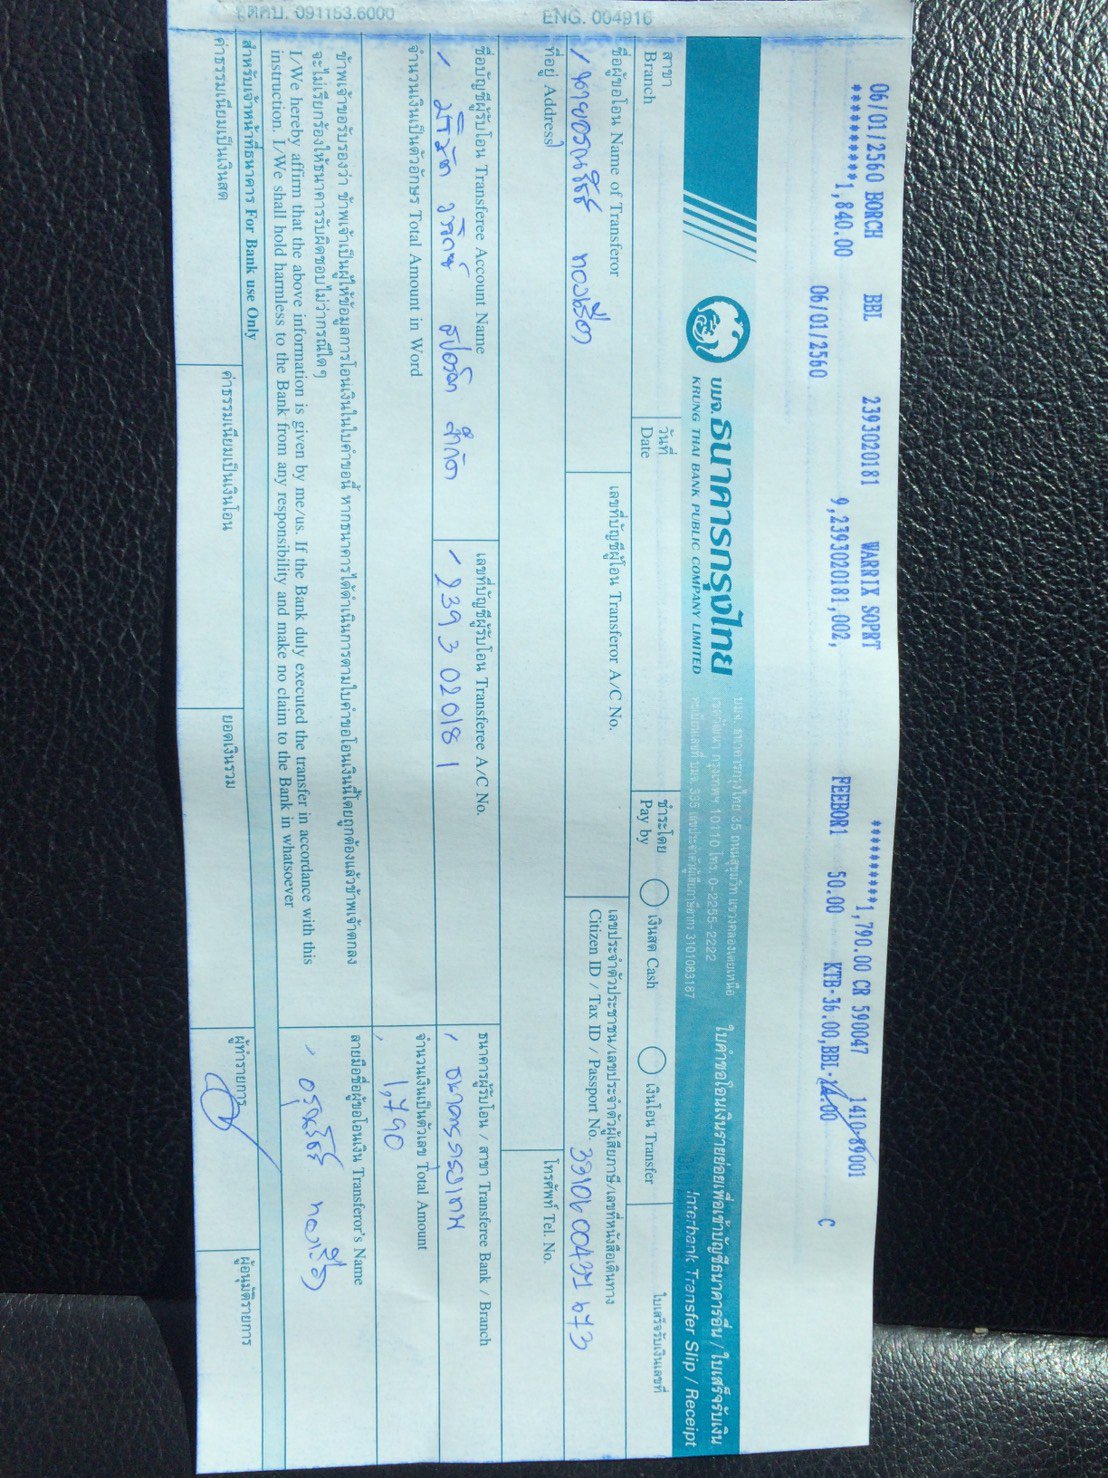 06/01/2560 BORCH BBL 2393020181 WARRIX SOPRT **********1,790.00 CR 590047 1410-89001
***********1,840.00 9,2393020181,002, FEEBOR1 50.00 KTB-36.00,BBL-14.00 C
06/01/2560
บมจ.ธนาคารกรุงไทย
KRUNG THAI BANK PUBLIC COMPANY LIMITED
บมจ. ธนาคารกรุงไทย 35 ถนนสุขุมวิท แขวงคลองเตยเหนือ
เขตวัฒนา กรุงเทพฯ 10110 โทร. 0-2255-2222
ทะเบียนเลขที่ บมจ. 335 เลขประจำตัวผู้เสียภาษีอากร 3101083187
ใบคำขอโอนเงินรายย่อยเพื่อเข้าบัญชีธนาคารอื่น / ใบเสร็จรับเงิน
Interbank Transfer Slip / Receipt
สาขา
Branch
วันที่
Date
ชำระโดย
Pay by
เงินสด Cash
เงินโอน Transfer
ใบเสร็จรับเงินเลขที่
ชื่อผู้ขอโอน Name of Transferor
เลขที่บัญชีผู้โอน Transferor A/C No.
เลขประจำตัวประชาชน/เลขประจำตัวผู้เสียภาษี/เลขที่หนังสือเดินทาง
Citizen ID / Tax ID / Passport No.
ที่อยู่ Address
โทรศัพท์ Tel. No.
ชื่อบัญชีผู้รับโอน Transferee Account Name
บริษัท วอริกซ์ สปอร์ต จำกัด
เลขที่บัญชีผู้รับโอน Transferee A/C No.
2393020181
ธนาคารผู้รับโอน / สาขา Transferee Bank / Branch
ธนาคารกรุงเทพ
จำนวนเงินเป็นตัวอักษร Total Amount in Word
จำนวนเงินเป็นตัวเลข Total Amount
1,790
ข้าพเจ้าขอรับรองว่า ข้าพเจ้าเป็นผู้ให้ข้อมูลการโอนเงินในใบคำขอนี้ หากธนาคารได้ดำเนินการตามใบคำขอโอนเงินนี้โดยถูกต้องแล้วข้าพเจ้าตกลง
จะไม่เรียกร้องให้ธนาคารรับผิดชอบไม่ว่ากรณีใดๆ
I/We hereby affirm that the above information is given by me/us. If the Bank duly executed the transfer in accordance with this
instruction, I/We shall hold harmless to the Bank from any responsibility and make no claim to the Bank in whatsoever
ลายมือชื่อผู้ขอโอนเงิน Transferor's Name
สำหรับเจ้าหน้าที่ธนาคาร For Bank use Only
ค่าธรรมเนียมเป็นเงินสด
ค่าธรรมเนียมเป็นเงินโอน
ยอดเงินรวม
ผู้ทำรายการ
ผู้อนุมัติรายการ
091153.6000
ENG. 004916